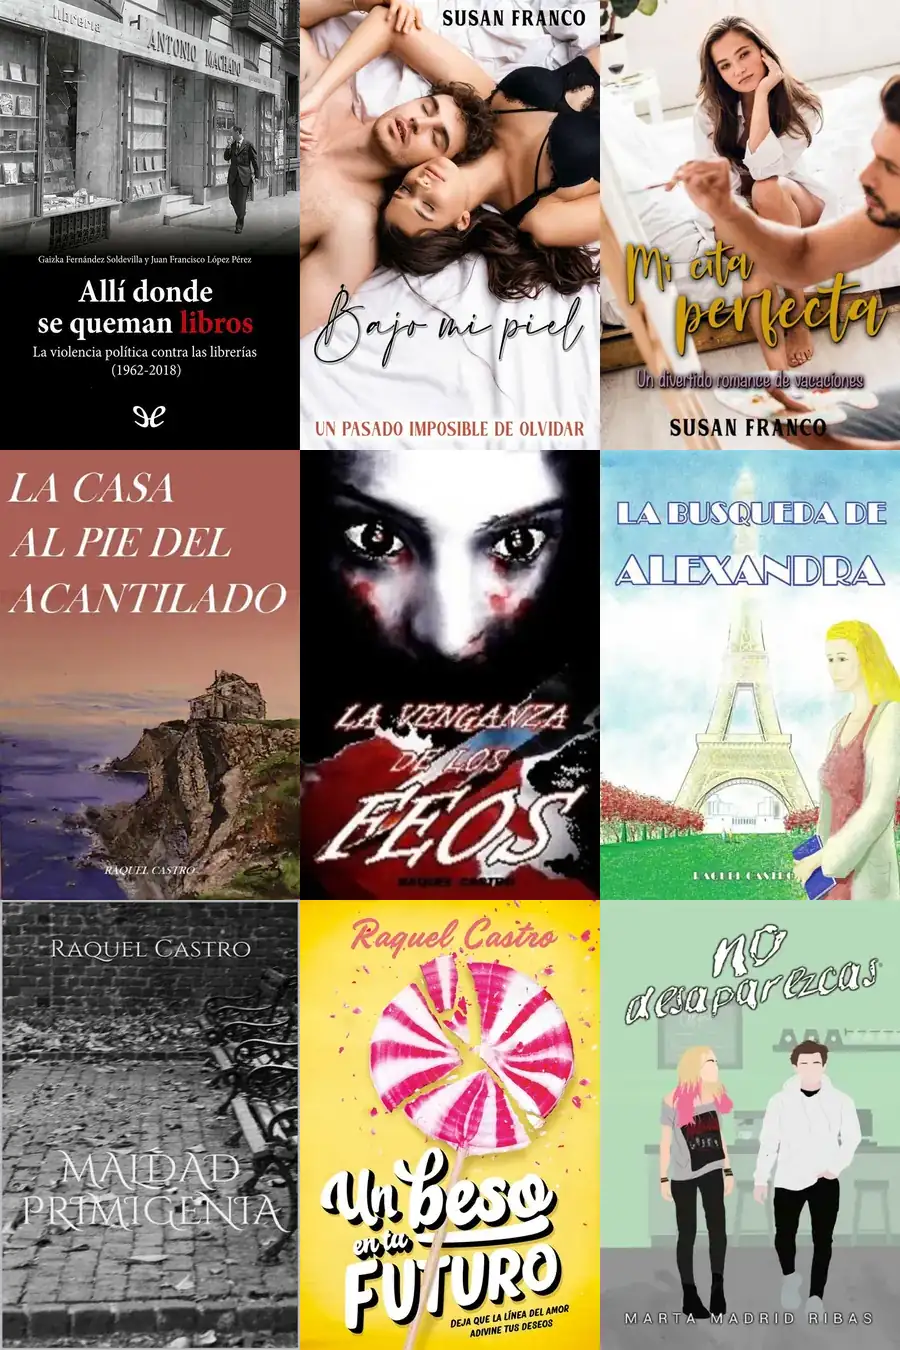 librería
ANTONIO MACHADO
Gaizka Fernández Soldevilla y Juan Francisco López Pérez
Allí donde
se queman libros
La violencia política contra las librerías
(1962-2018)
SUSAN FRANCO
Bajo mi piel
UN PASADO IMPOSIBLE DE OLVIDAR
Mi cita
perfecta
Un divertido romance de vacaciones
SUSAN FRANCO
LA CASA
AL PIE DEL
ACANTILADO
RAQUEL CASTRO
LA VENGANZA
DE LOS
FEOS
RAQUEL CASTRO
LA BUSQUEDA DE
ALEXANDRA
RAQUEL CASTRO
RAQUEL CASTRO
MALDAD
PRIMIGENIA
Raquel Castro
Un beso
en tu
FUTURO
DEJA QUE LA LÍNEA DEL AMOR
ADIVINE TUS DESEOS
NO
desaparezcas
MARTA MADRID RIBAS